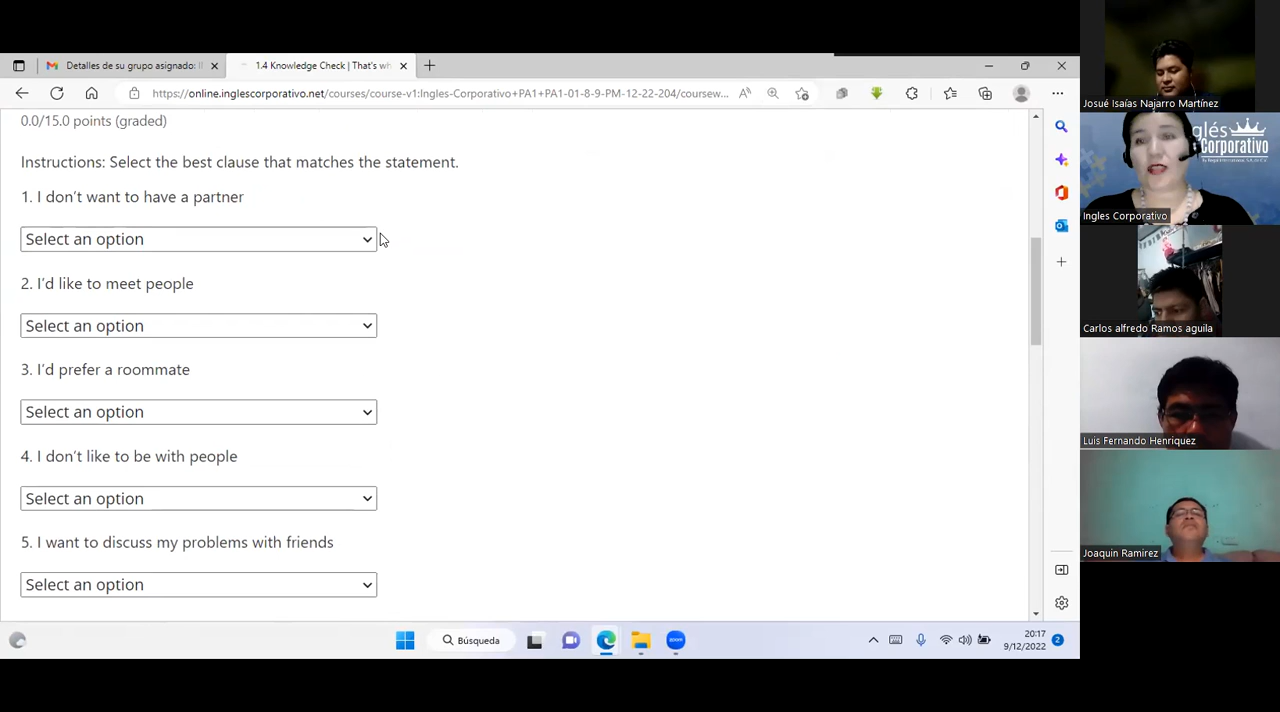 Detalles de su grupo asignado: I
1.4 Knowledge Check | That's wh
https://online.inglescorporativo.net/courses/course-v1:Ingles-Corporativo+PA1+PA1-01-8-9-PM-12-22-204/coursew...
0.0/15.0 points (graded)
Instructions: Select the best clause that matches the statement.
1. I don’t want to have a partner
Select an option
2. I’d like to meet people
Select an option
3. I’d prefer a roommate
Select an option
4. I don’t like to be with people
Select an option
5. I want to discuss my problems with friends
Select an option
Búsqueda
zoom
20:17
9/12/2022
2
Josué Isaías Najarro Martínez
glés
Corporativo
Ingles Corporativo
Carlos alfredo Ramos aguila
Luis Fernando Henriquez
Joaquin Ramirez